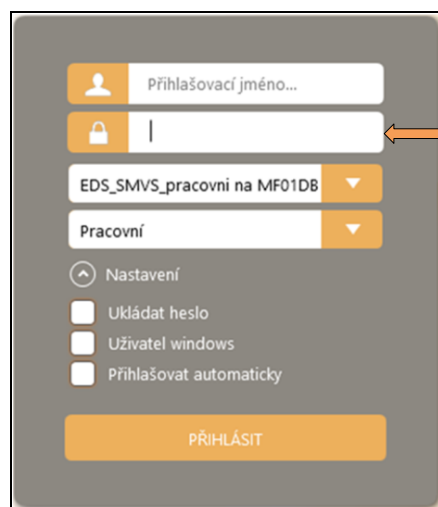 Přihlašovací jméno...
EDS_SMVS_pracovni na MF01DB
Pracovní
Nastavení
Ukládat heslo
Uživatel windows
Přihlašovat automaticky
PŘIHLÁSIT